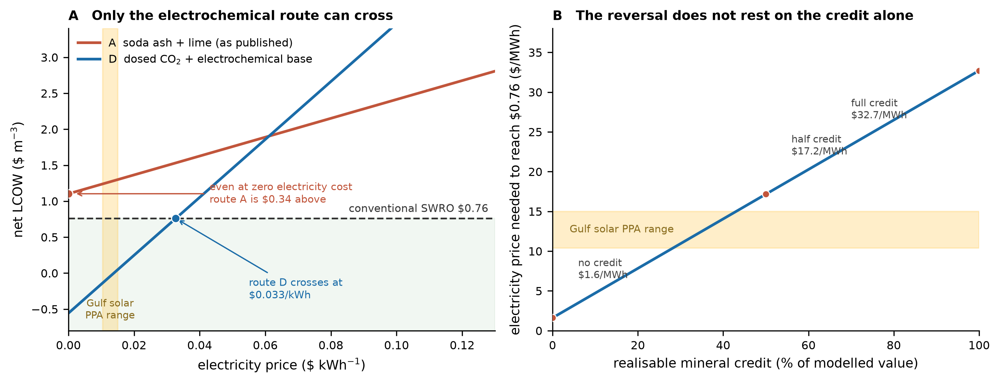 A Only the electrochemical route can cross
A soda ash + lime (as published)
D dosed CO₂ + electrochemical base
3.0
2.5
2.0
1.5
1.0
0.5
0.0
−0.5
net LCOW ($ m⁻³)
even at zero electricity cost
route A is $0.34 above
conventional SWRO $0.76
route D crosses at
$0.033/kWh
Gulf solar
PPA range
0.00 0.02 0.04 0.06 0.08 0.10 0.12
electricity price ($ kWh⁻¹)
B The reversal does not rest on the credit alone
electricity price needed to reach $0.76 ($/MWh)
35
30
25
20
15
10
5
0
full credit
$32.7/MWh
half credit
$17.2/MWh
Gulf solar PPA range
no credit
$1.6/MWh
0 20 40 60 80 100
realisable mineral credit (% of modelled value)